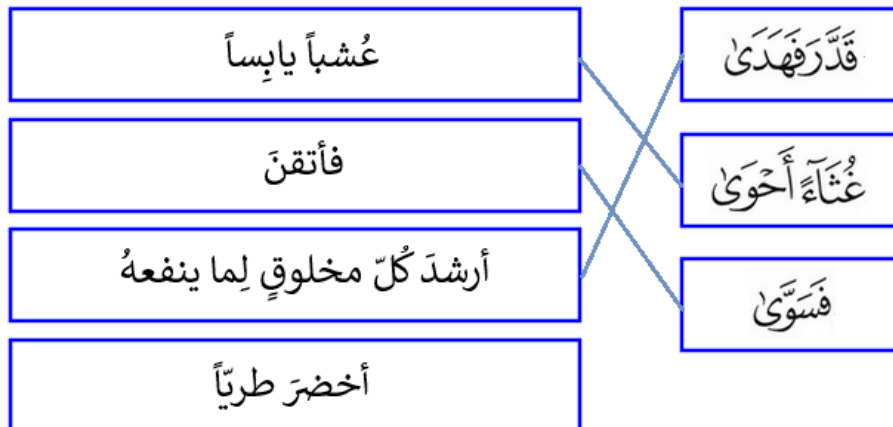 قَدَّرَ فَهَدَىٰ
عُشباً يابِساً
غُثَآءً أَحۡوَىٰ
فأتقنَ
فَسَوَّىٰ
أرشدَ كُلّ مخلوقٍ لِما ينفعهُ
أخضرَ طريّاً